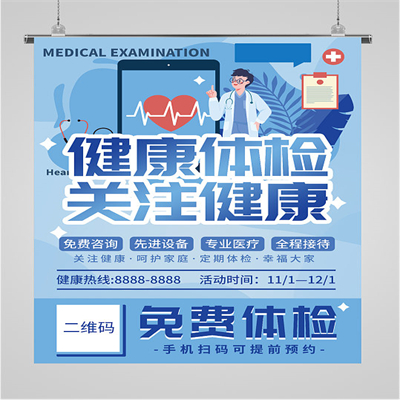 MEDICAL EXAMINATION
Hea
健康体检
关注健康
免费咨询 先进设备 专业医疗 全程接待
关注健康·呵护家庭·定期体检·幸福大家
健康热线:8888-8888 活动时间: 11/1—12/1
二维码
免费体检
-手机扫码可提前预约-